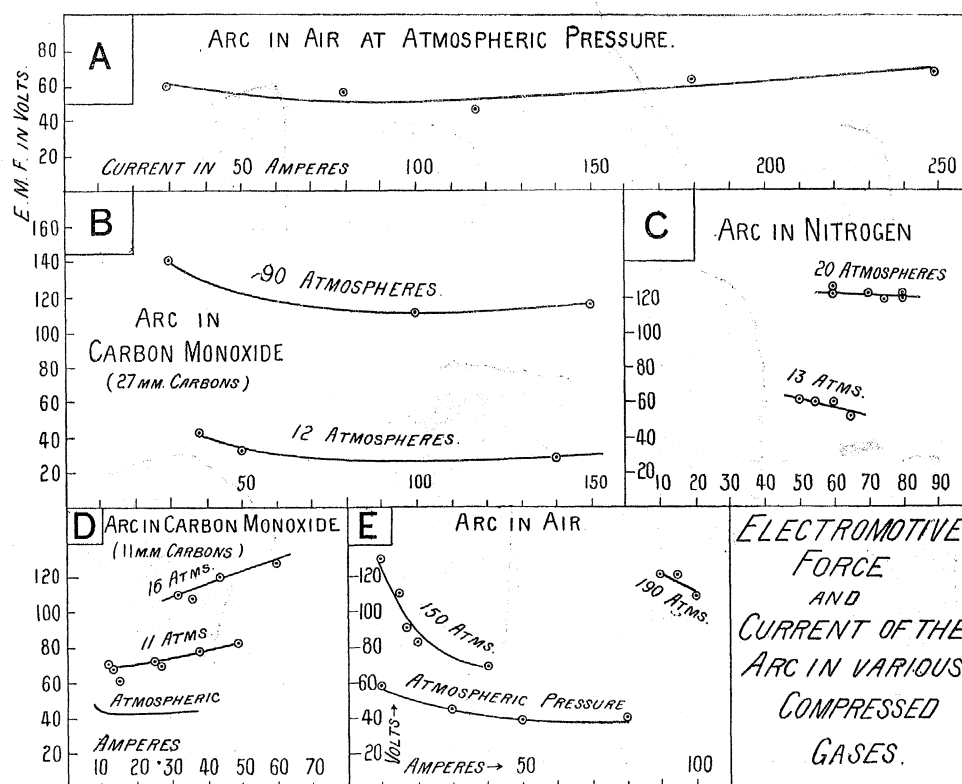 E. M. F. IN VOLTS.
A
ARC IN AIR AT ATMOSPHERIC PRESSURE.
80
60
40
20
CURRENT IN 50 AMPERES 100 150 200 250
B
160
140
120
100
80
60
40
20
~90 ATMOSPHERES.
ARC IN
CARBON MONOXIDE
(27 MM. CARBONS)
12 ATMOSPHERES.
50 100 150
C
ARC IN NITROGEN
20 ATMOSPHERES
120
100
80
60
40
20
13 ATMS.
10 20 30 40 50 60 70 80 90
D
ARC IN CARBON MONOXIDE
(11 M.M. CARBONS)
120
100
80
60
40
20
16 ATMS.
11 ATMS.
ATMOSPHERIC
AMPERES
10 20 30 40 50 60 70
E
ARC IN AIR
120
100
80
60
40
20
150 ATMS.
190 ATMS.
ATMOSPHERIC PRESSURE
VOLTS→
AMPERES→ 50 100
ELECTROMOTIVE
FORCE
AND
CURRENT OF THE
ARC IN VARIOUS
COMPRESSED
GASES.